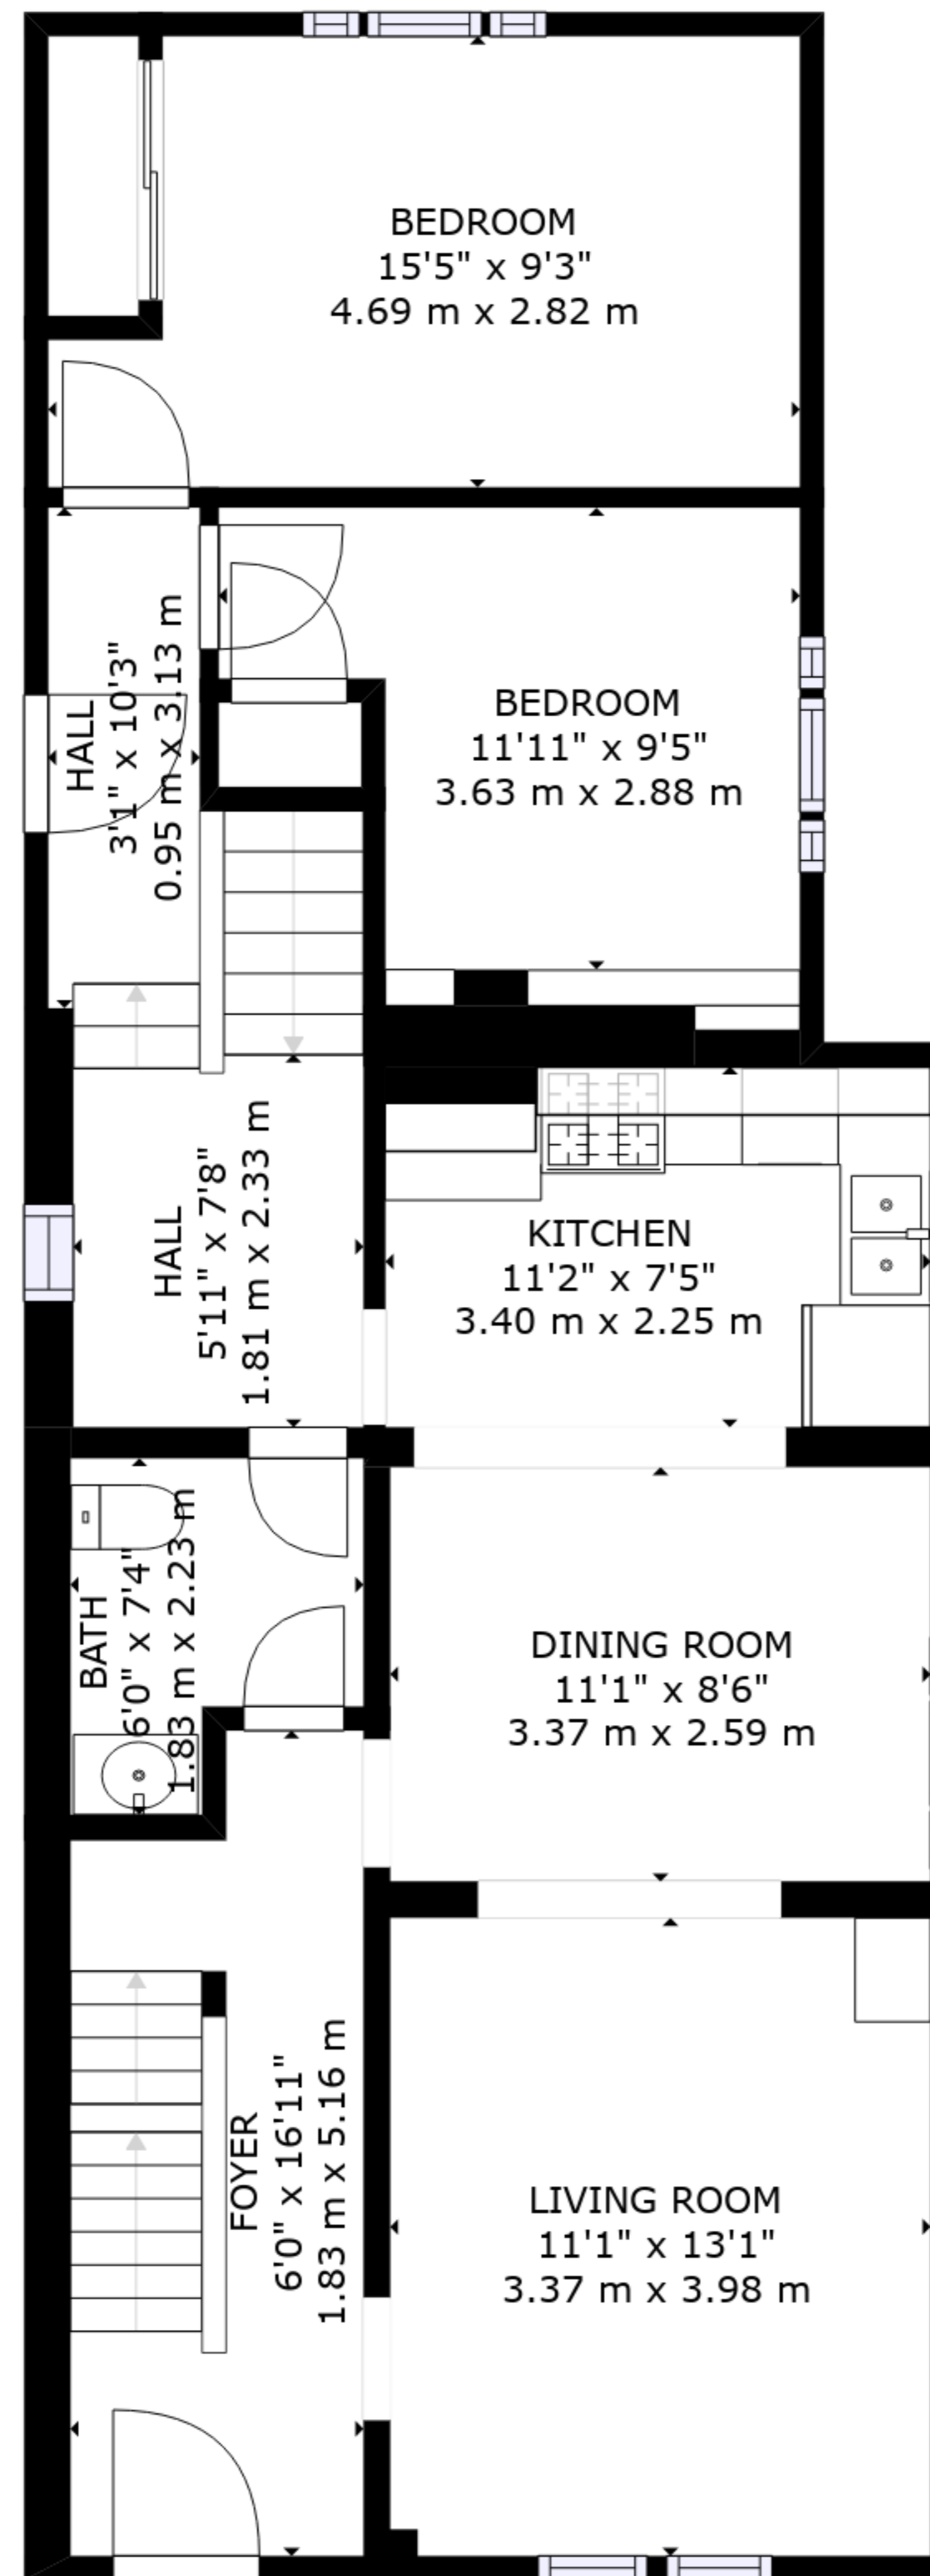 BEDROOM
15'5" x 9'3"
4.69 m x 2.82 m
HALL
3'1" x 10'3"
0.95 m x 3.13 m
BEDROOM
11'11" x 9'5"
3.63 m x 2.88 m
HALL
5'11" x 7'8"
1.81 m x 2.33 m
KITCHEN
11'2" x 7'5"
3.40 m x 2.25 m
BATH
6'0" x 7'4"
1.83 m x 2.23 m
DINING ROOM
11'1" x 8'6"
3.37 m x 2.59 m
FOYER
6'0" x 16'11"
1.83 m x 5.16 m
LIVING ROOM
11'1" x 13'1"
3.37 m x 3.98 m